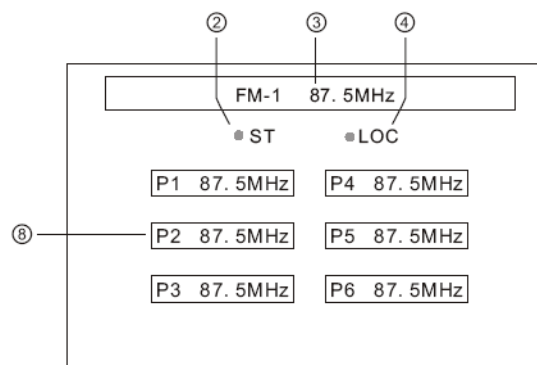 ② ③ ④
FM-1 87. 5MHz
ST LOC
P1 87. 5MHz P4 87. 5MHz
⑧ P2 87. 5MHz P5 87. 5MHz
P3 87. 5MHz P6 87. 5MHz